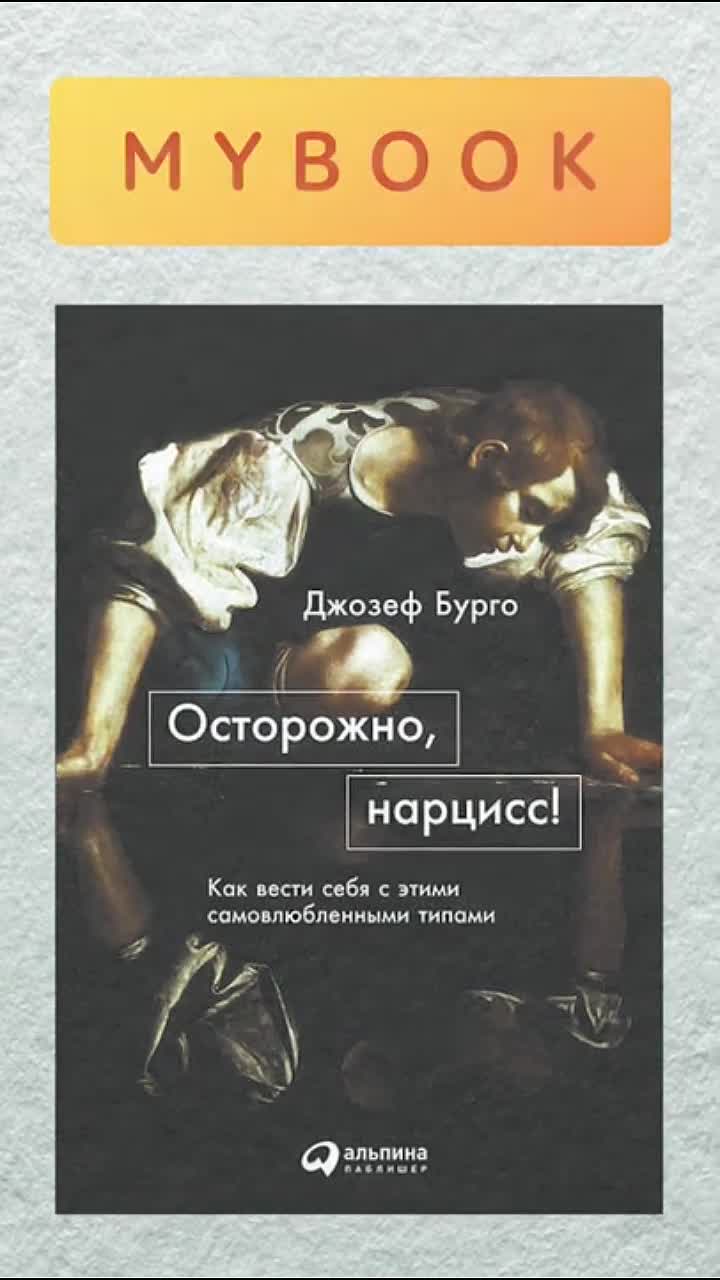 MYBOOK
Джозеф Бурго
Осторожно,
нарцисс!
Как вести себя с этими
самовлюбленными типами
альпина
ПАБЛИШЕР